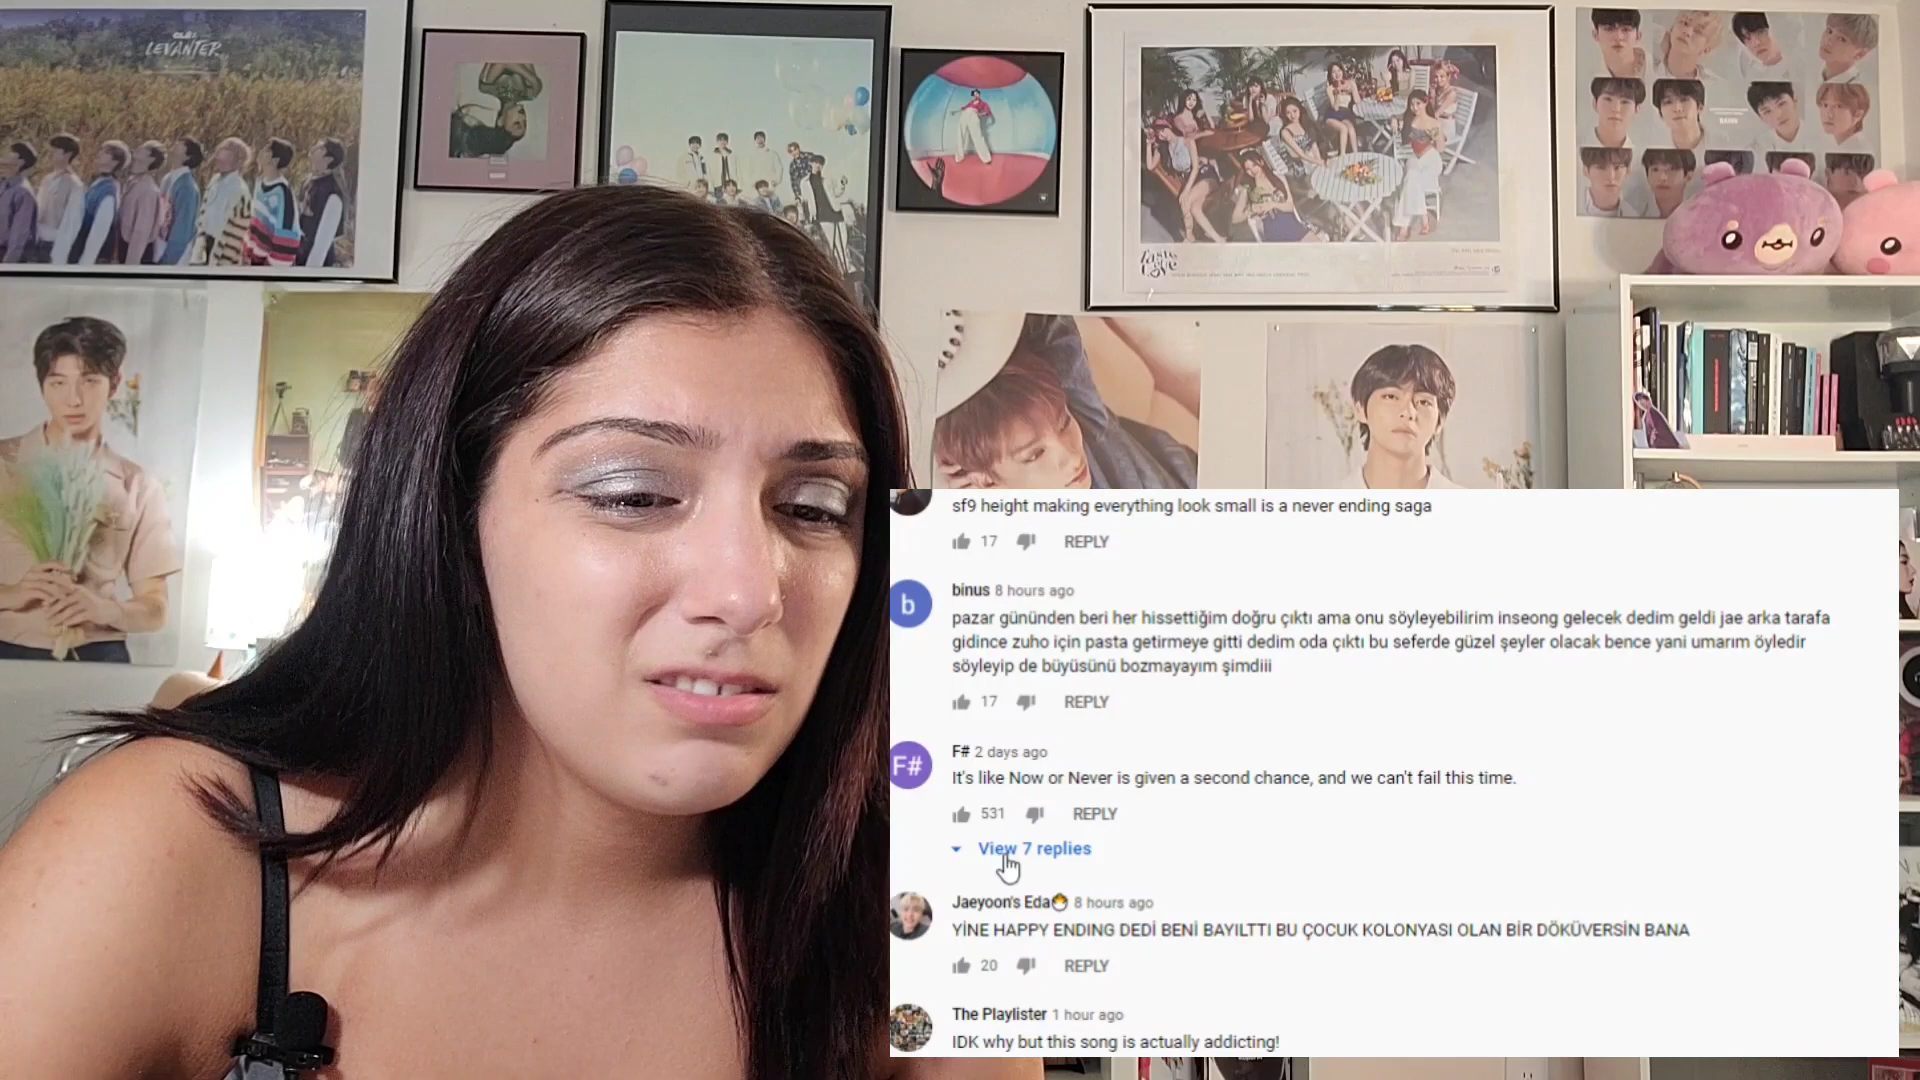 CLÉ:
LEVANTER
Taste
of
Love
sf9 height making everything look small is a never ending saga
17 REPLY
b
binus 8 hours ago
pazar gününden beri her hissettiğim doğru çıktı ama onu söyleyebilirim inseong gelecek dedim geldi jae arka tarafa
gidince zuho için pasta getirmeye gitti dedim oda çıktı bu seferde güzel şeyler olacak bence yani umarım öyledir
söyleyip de büyüsünü bozmayayım şimdiii
17 REPLY
F#
F# 2 days ago
It's like Now or Never is given a second chance, and we can't fail this time.
531 REPLY
View 7 replies
Jaeyoon's Eda🐣 8 hours ago
YİNE HAPPY ENDING DEDİ BENİ BAYILTTI BU ÇOCUK KOLONYASI OLAN BİR DÖKÜVERSİN BANA
20 REPLY
The Playlister 1 hour ago
IDK why but this song is actually addicting!